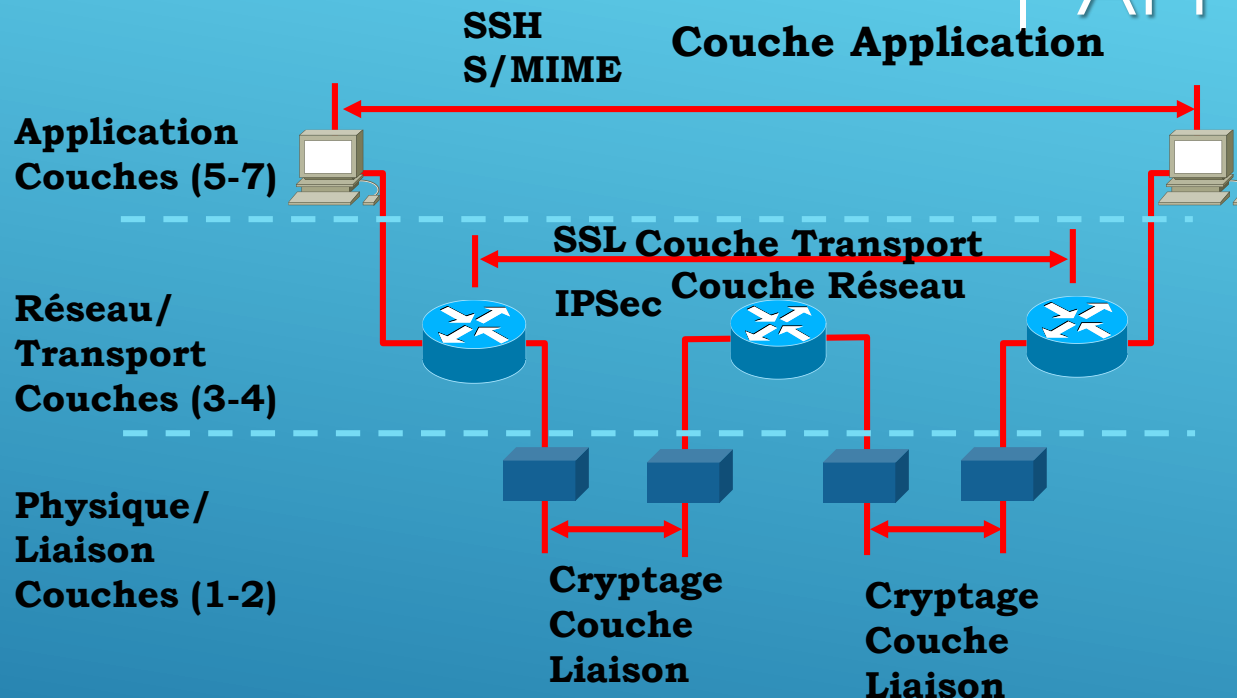 SSH
S/MIME
Couche Application
Application
Couches (5-7)
SSL Couche Transport
Couche Réseau
IPSec
Réseau/
Transport
Couches (3-4)
Physique/
Liaison
Couches (1-2)
Cryptage
Couche
Liaison
Cryptage
Couche
Liaison